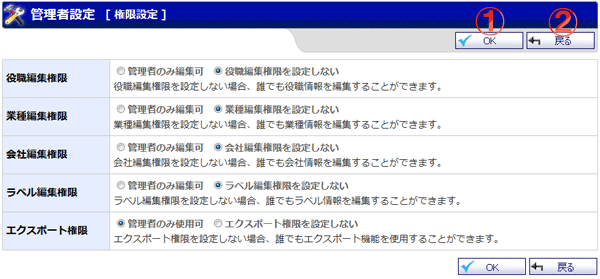 管理者設定 [ 権限設定 ]
① ②
OK 戻る
役職編集権限
管理者のみ編集可 役職編集権限を設定しない
役職編集権限を設定しない場合、誰でも役職情報を編集することができます。
業種編集権限
管理者のみ編集可 業種編集権限を設定しない
業種編集権限を設定しない場合、誰でも業種情報を編集することができます。
会社編集権限
管理者のみ編集可 会社編集権限を設定しない
会社編集権限を設定しない場合、誰でも会社情報を編集することができます。
ラベル編集権限
管理者のみ編集可 ラベル編集権限を設定しない
ラベル編集権限を設定しない場合、誰でもラベル情報を編集することができます。
エクスポート権限
管理者のみ使用可 エクスポート権限を設定しない
エクスポート権限を設定しない場合、誰でもエクスポート機能を使用することができます。
OK 戻る